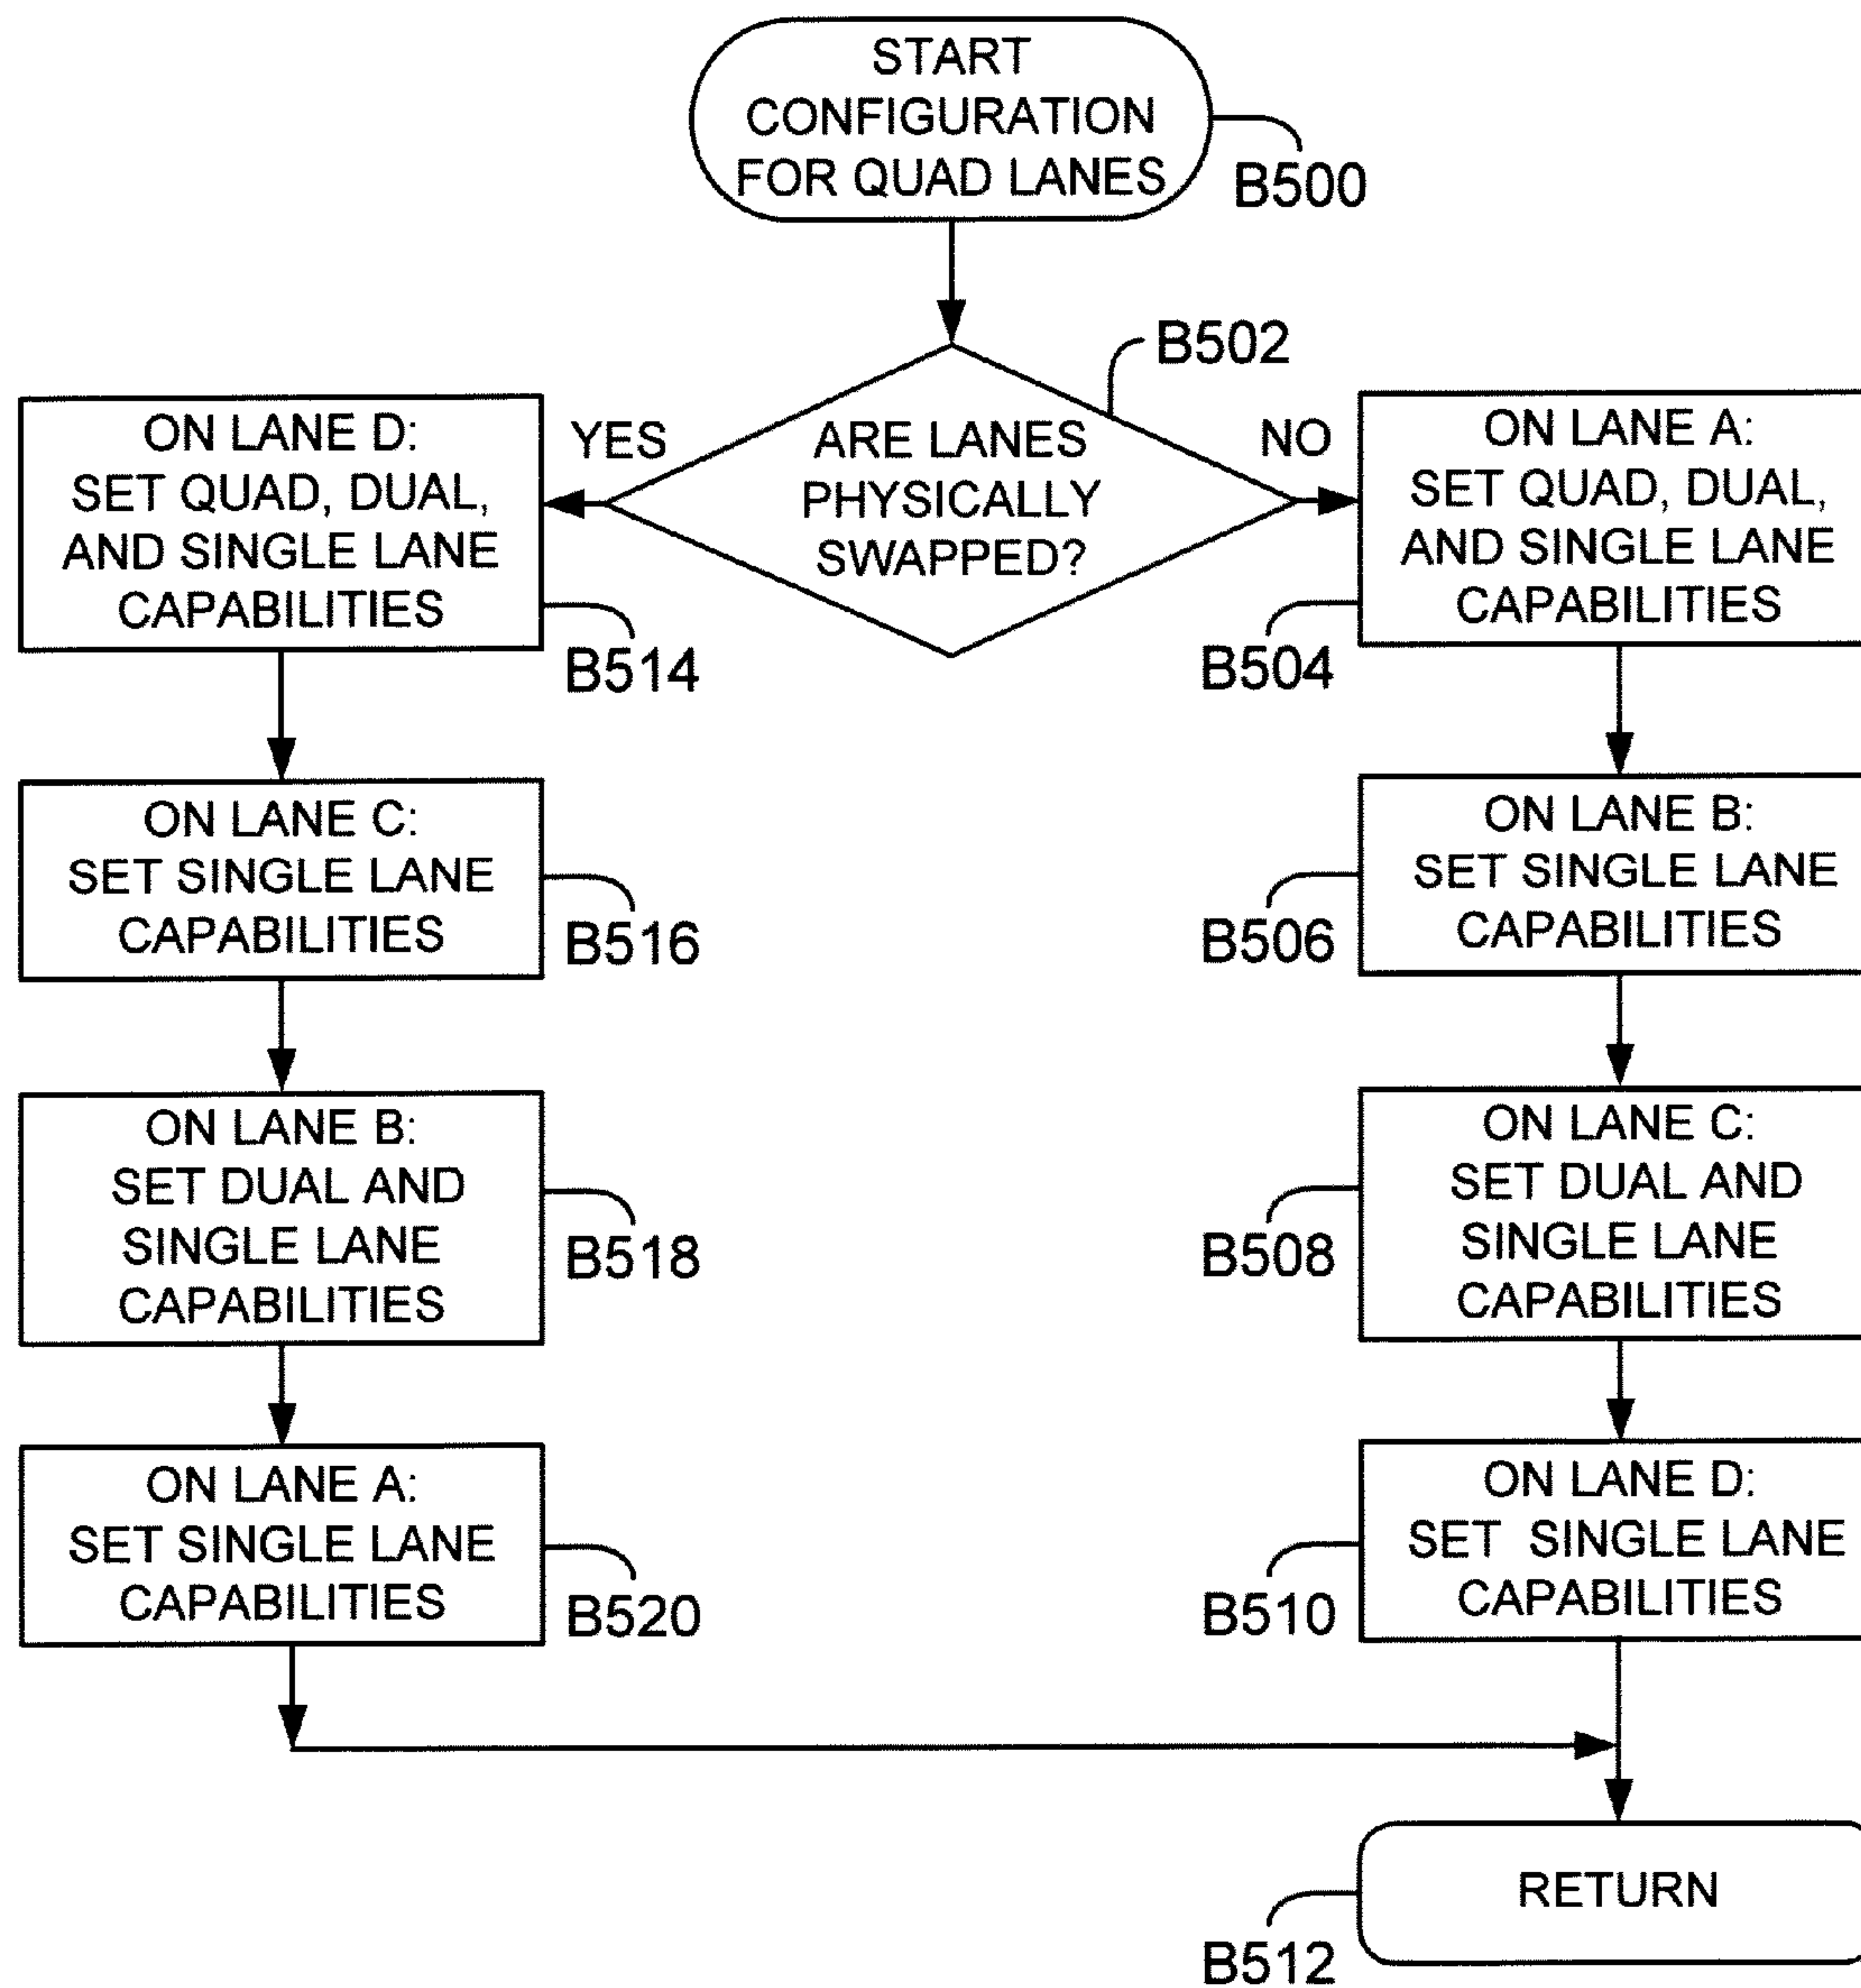 START
CONFIGURATION
FOR QUAD LANES
B500
B502
ARE LANES
PHYSICALLY
SWAPPED?
YES
NO
ON LANE D:
SET QUAD, DUAL,
AND SINGLE LANE
CAPABILITIES
B514
ON LANE C:
SET SINGLE LANE
CAPABILITIES
B516
ON LANE B:
SET DUAL AND
SINGLE LANE
CAPABILITIES
B518
ON LANE A:
SET SINGLE LANE
CAPABILITIES
B520
ON LANE A:
SET QUAD, DUAL,
AND SINGLE LANE
CAPABILITIES
B504
ON LANE B:
SET SINGLE LANE
CAPABILITIES
B506
ON LANE C:
SET DUAL AND
SINGLE LANE
CAPABILITIES
B508
ON LANE D:
SET SINGLE LANE
CAPABILITIES
B510
RETURN
B512